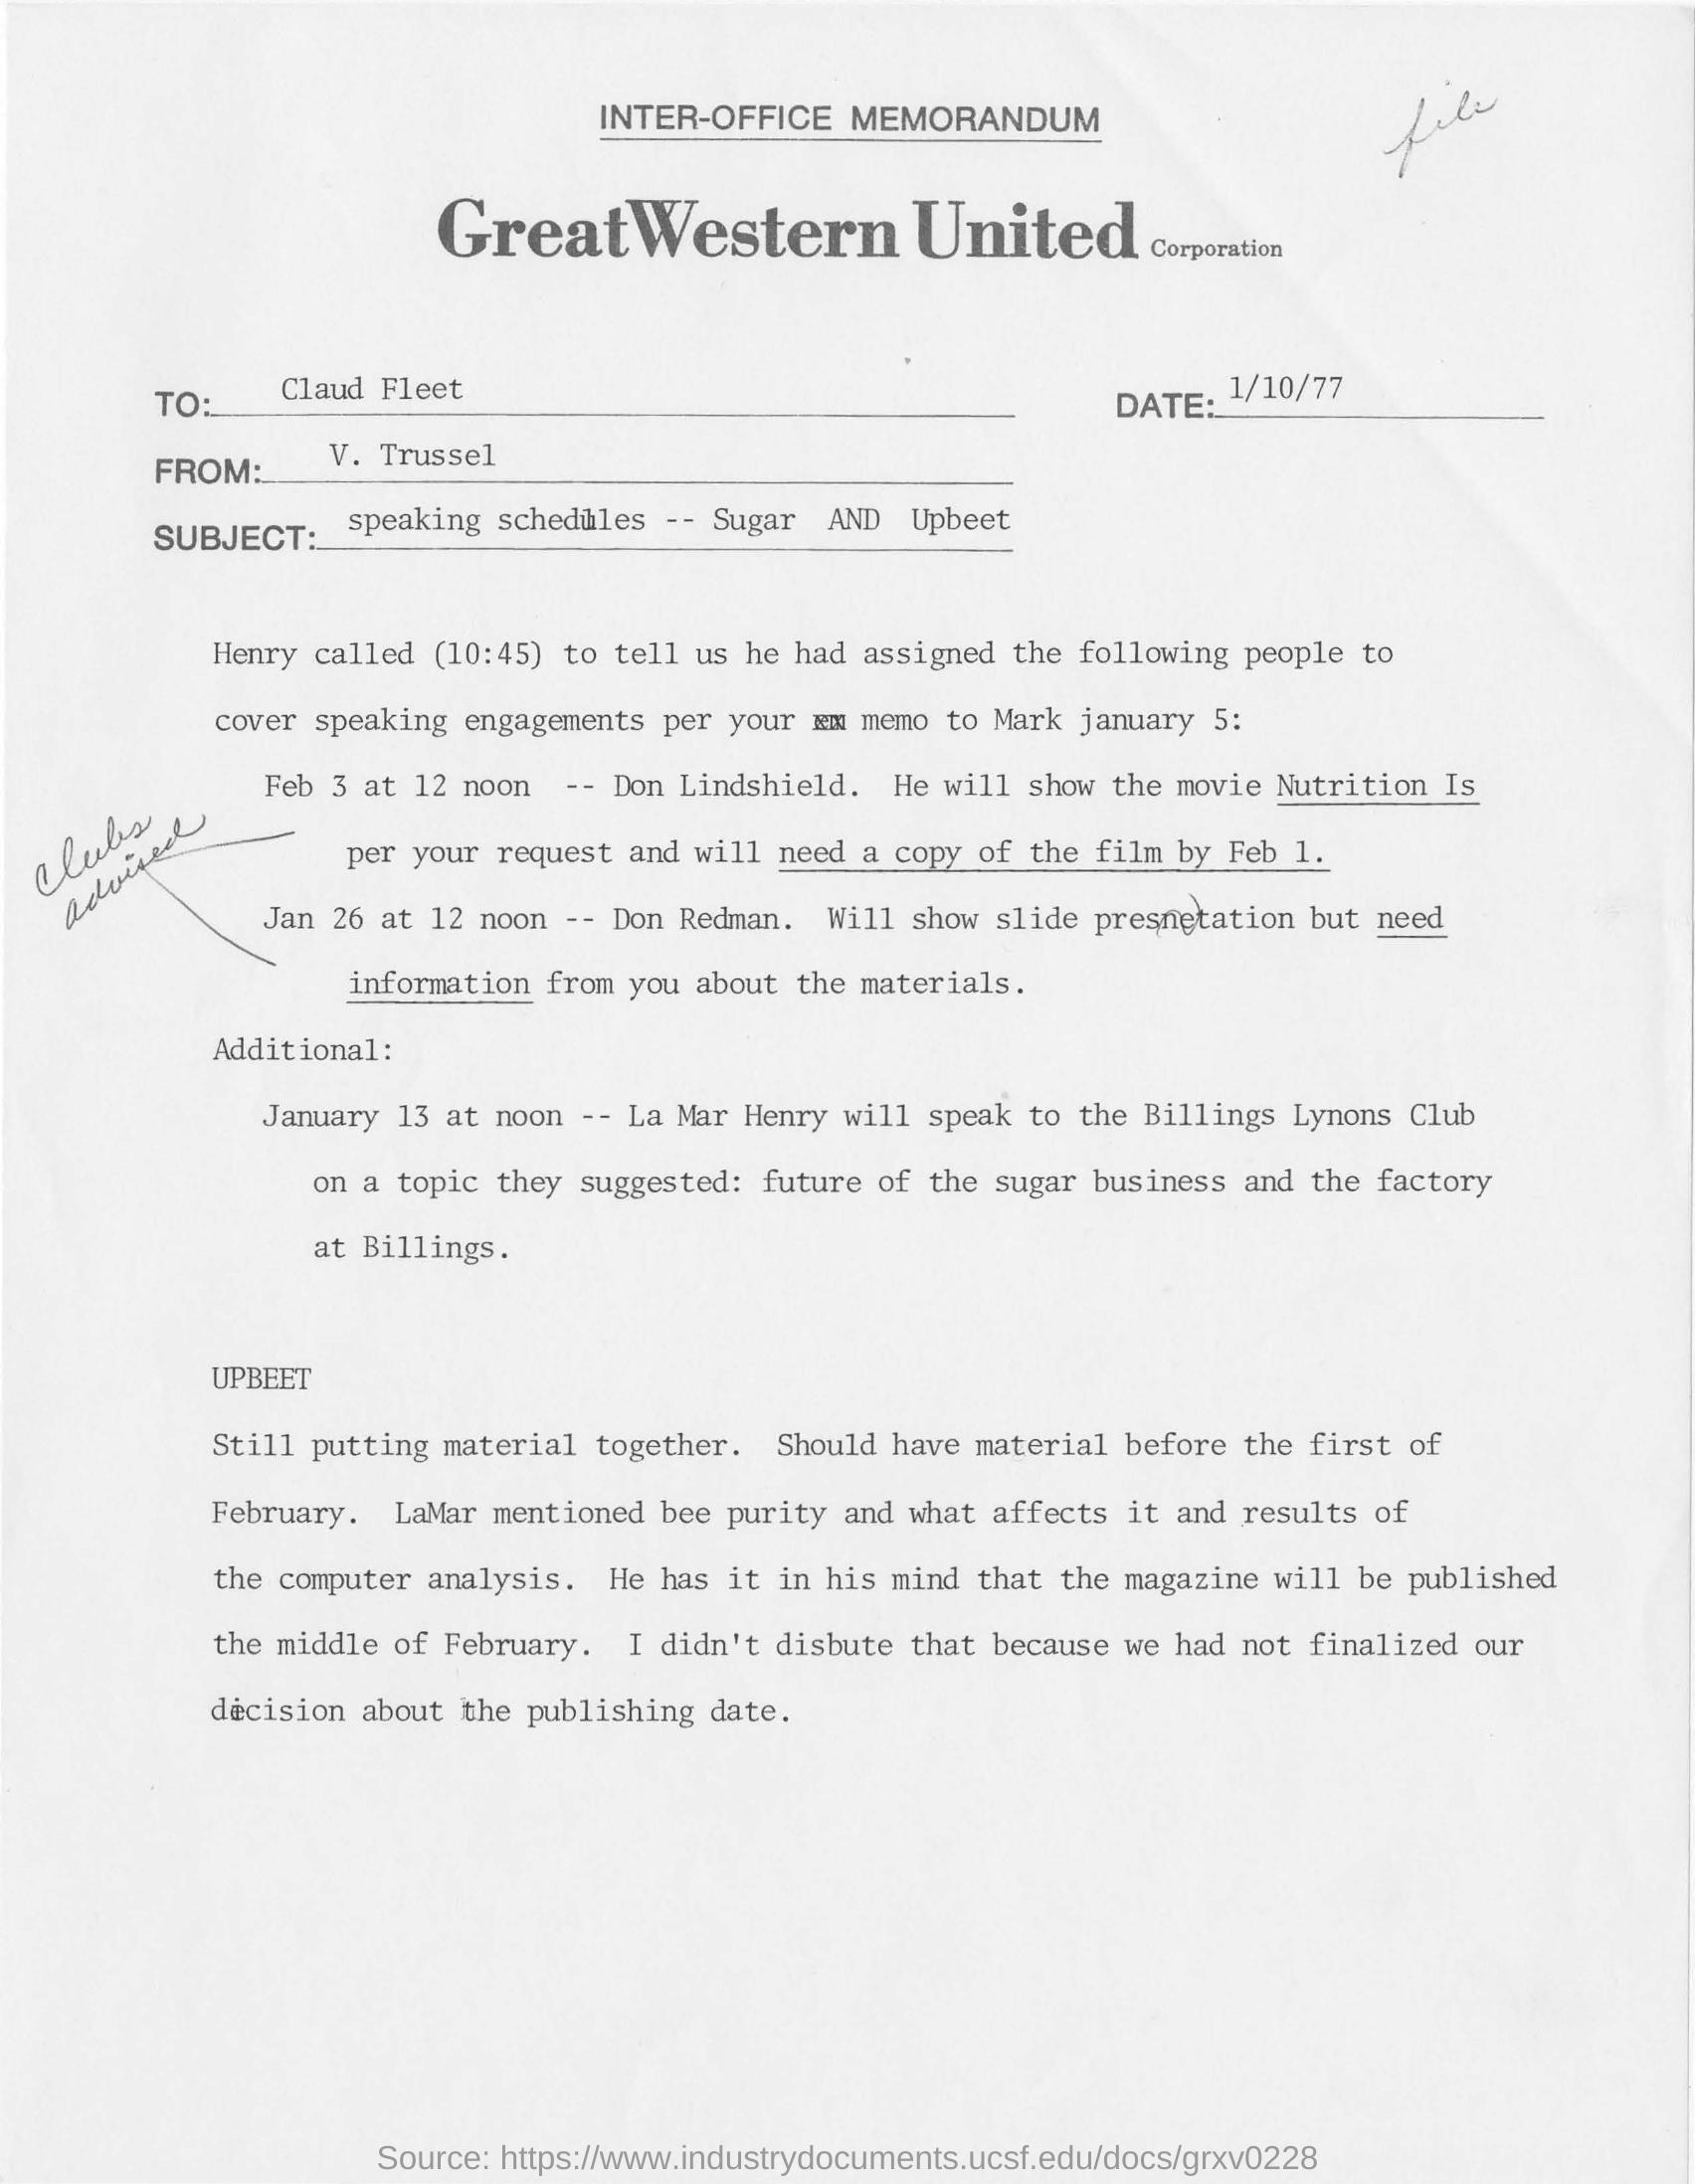 INTER-OFFICE MEMORANDUM
file
GreatWestern United Corporation
TO: Claud Fleet
DATE: 1/10/77
FROM: V. Trussel
SUBJECT: speaking schedules -- Sugar AND Upbeet
Henry called (10:45) to tell us he had assigned the following people to
cover speaking engagements per your memo to Mark january 5:
Feb 3 at 12 noon -- Don Lindshield. He will show the movie Nutrition Is
per your request and will need a copy of the film by Feb 1.
clubs
advised
Jan 26 at 12 noon -- Don Redman. Will show slide presnetation but need
information from you about the materials.
Additional:
January 13 at noon -- La Mar Henry will speak to the Billings Lynons Club
on a topic they suggested: future of the sugar business and the factory
at Billings.
UPBEET
Still putting material together. Should have material before the first of
February. LaMar mentioned bee purity and what affects it and results of
the computer analysis. He has it in his mind that the magazine will be published
the middle of February. I didn't disbute that because we had not finalized our
decision about the publishing date.
Source: https://www.industrydocuments.ucsf.edu/docs/grxv0228